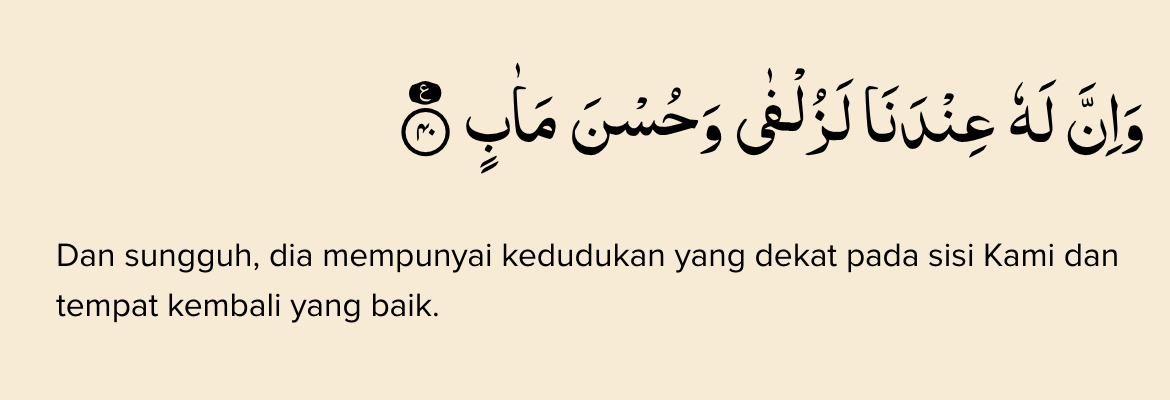 وَاِنَّ لَهٗ عِنْدَنَا لَزُلْفٰى وَحُسْنَ مَاٰبٍ ࣖ ٤٠
Dan sungguh, dia mempunyai kedudukan yang dekat pada sisi Kami dan
tempat kembali yang baik.